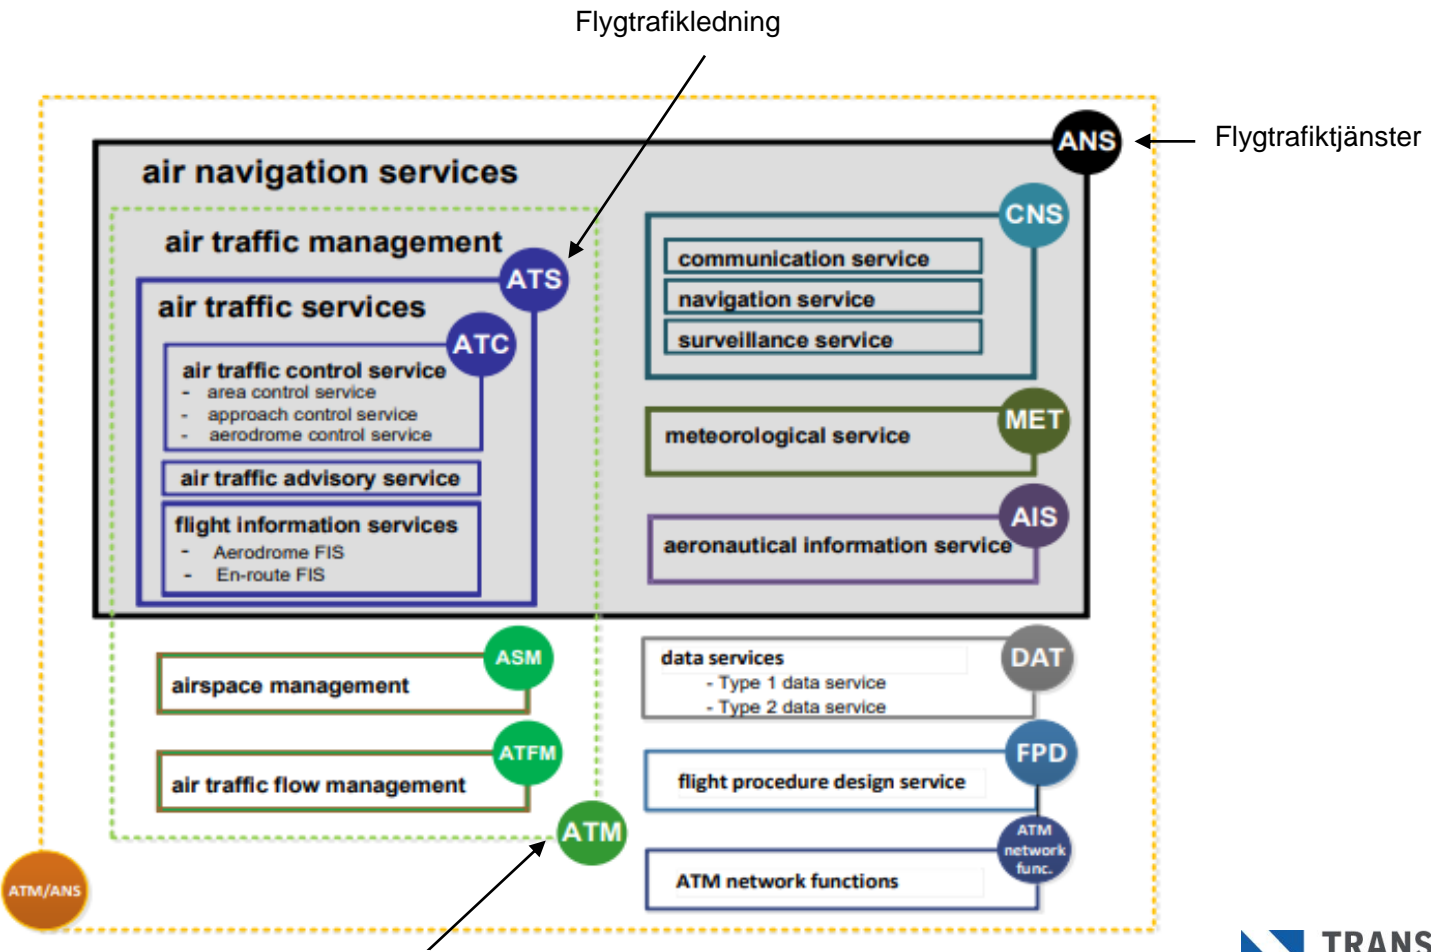 Flygtrafikledning
Flygtrafiktjänster
ANS
air navigation services
air traffic management
ATS
air traffic services
ATC
air traffic control service
- area control service
- approach control service
- aerodrome control service
air traffic advisory service
flight information services
- Aerodrome FIS
- En-route FIS
CNS
communication service
navigation service
surveillance service
MET
meteorological service
AIS
aeronautical information service
ASM
airspace management
ATFM
air traffic flow management
ATM
DAT
data services
- Type 1 data service
- Type 2 data service
FPD
flight procedure design service
ATM
network
func.
ATM network functions
ATM/ANS
TRANS